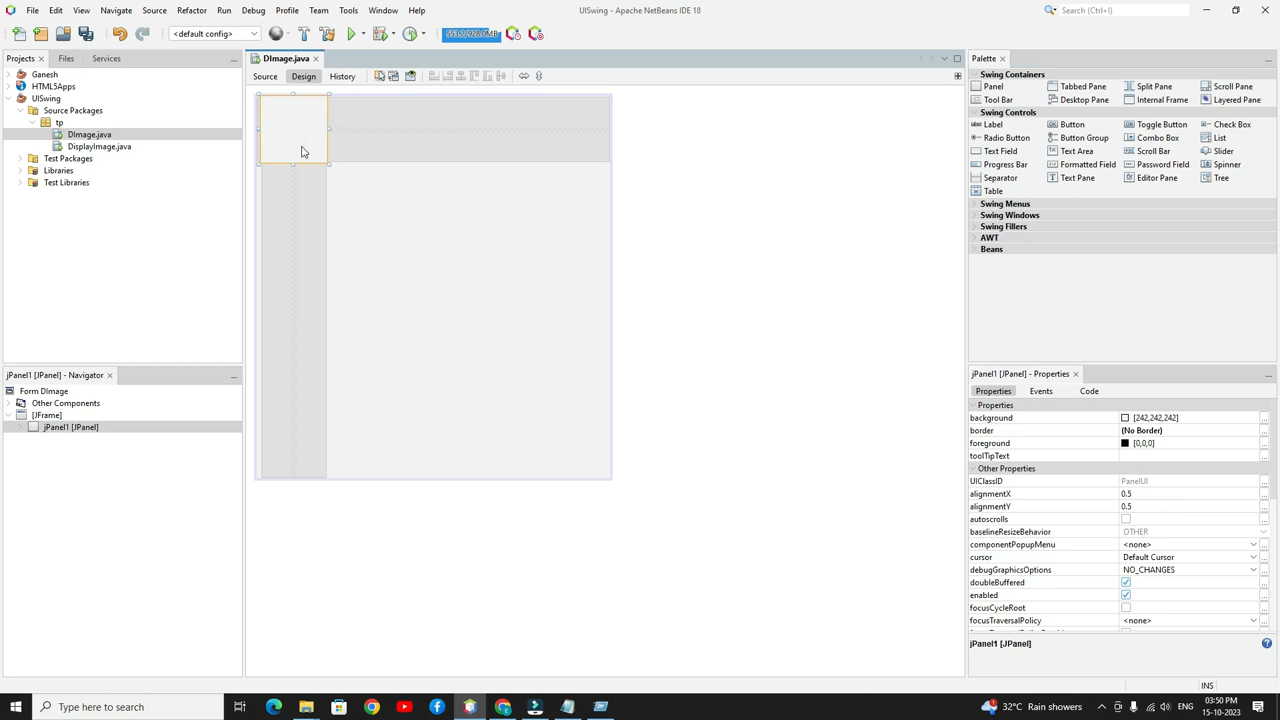 File Edit View Navigate Source Refactor Run Debug Profile Team Tools Window Help UISwing - Apache NetBeans IDE 18 Search (Ctrl+I)
<default config> 553.2/928.0MB
Projects Files Services
Ganesh
HTML5Apps
UISwing
Source Packages
tp
DImage.java
DisplayImage.java
Test Packages
Libraries
Test Libraries
jPanel1 [JPanel] - Navigator
Form DImage
Other Components
[JFrame]
jPanel1 [JPanel]
DImage.java
Source Design History
Palette
Swing Containers
Panel Tabbed Pane Split Pane Scroll Pane
Tool Bar Desktop Pane Internal Frame Layered Pane
Swing Controls
Label Button Toggle Button Check Box
Radio Button Button Group Combo Box List
Text Field Text Area Scroll Bar Slider
Progress Bar Formatted Field Password Field Spinner
Separator Text Pane Editor Pane Tree
Table
Swing Menus
Swing Windows
Swing Fillers
AWT
Beans
jPanel1 [JPanel] - Properties
Properties Events Code
Properties
background [242,242,242]
border (No Border)
foreground [0,0,0]
toolTipText
Other Properties
UIClassID PanelUI
alignmentX 0.5
alignmentY 0.5
autoscrolls
baselineResizeBehavior OTHER
componentPopupMenu <none>
cursor Default Cursor
debugGraphicsOptions NO_CHANGES
doubleBuffered
enabled
focusCycleRoot
focusTraversalPolicy <none>
jPanel1 [JPanel]
INS
Type here to search
32°C Rain showers
ENG
03:50 PM
15-10-2023